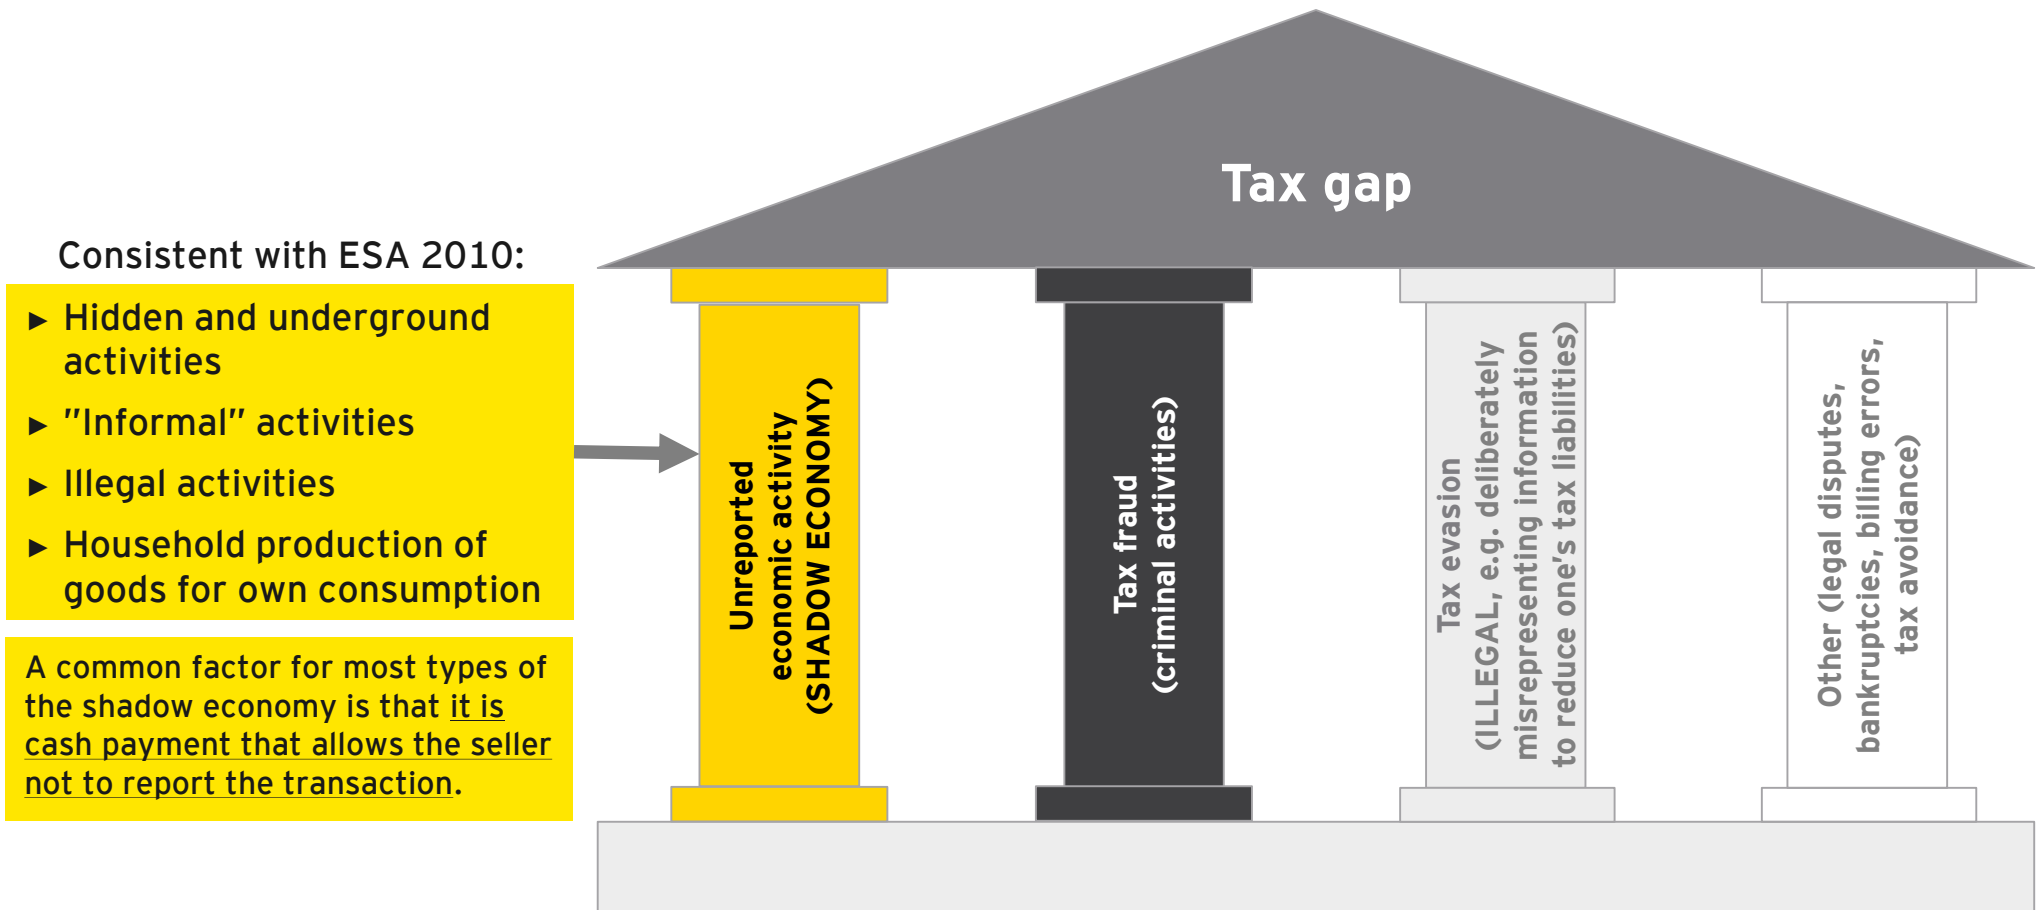 Tax gap
Consistent with ESA 2010:
► Hidden and underground
activities
► "Informal" activities
► Illegal activities
► Household production of
goods for own consumption
A common factor for most types of
the shadow economy is that it is
cash payment that allows the seller
not to report the transaction.
Unreported
economic activity
(SHADOW ECONOMY)
Tax fraud
(criminal activities)
Tax evasion
(ILLEGAL, e.g. deliberately
misrepresenting information
to reduce one's tax liabilities)
Other (legal disputes,
bankruptcies, billing errors,
tax avoidance)